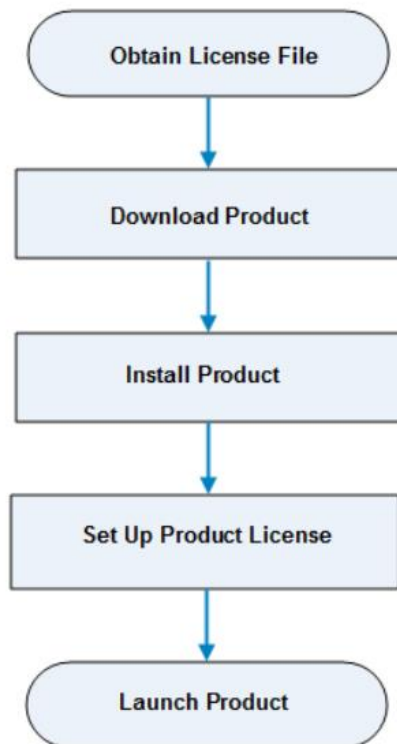 Obtain License File
Download Product
Install Product
Set Up Product License
Launch Product